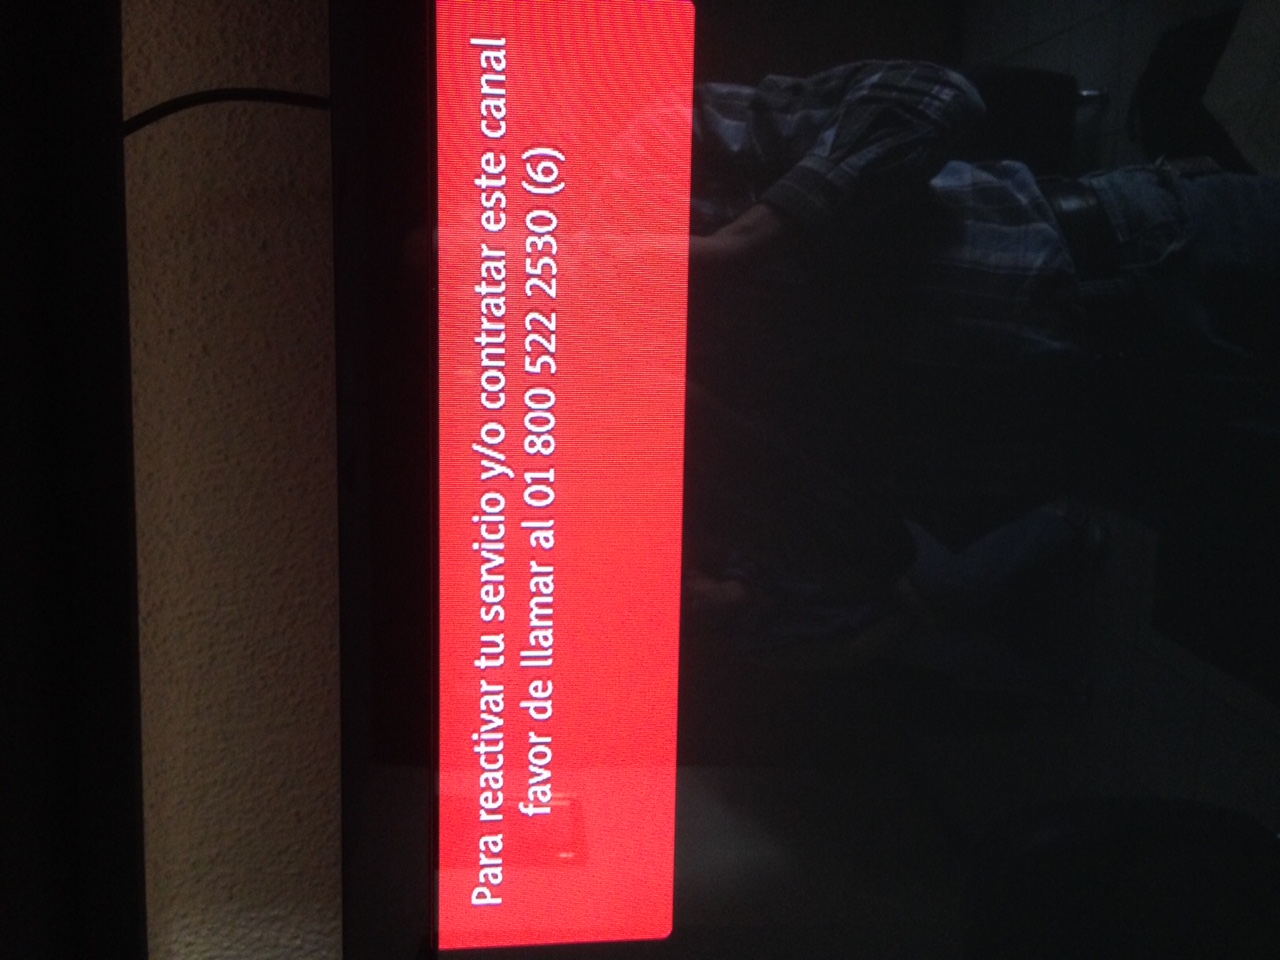 Para reactivar tu servicio y/o contratar este canal
favor de llamar al 01 800 522 2530 (6)